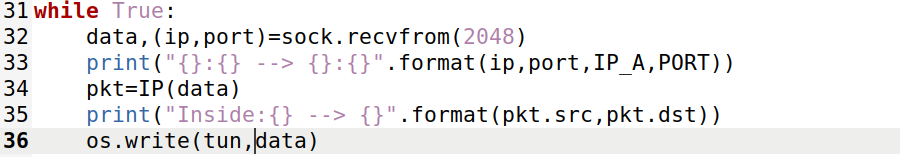 31 while True:
32     data,(ip,port)=sock.recvfrom(2048)
33     print("{}:{} --> {}:{}".format(ip,port,IP_A,PORT))
34     pkt=IP(data)
35     print("Inside:{} --> {}".format(pkt.src,pkt.dst))
36     os.write(tun,data)